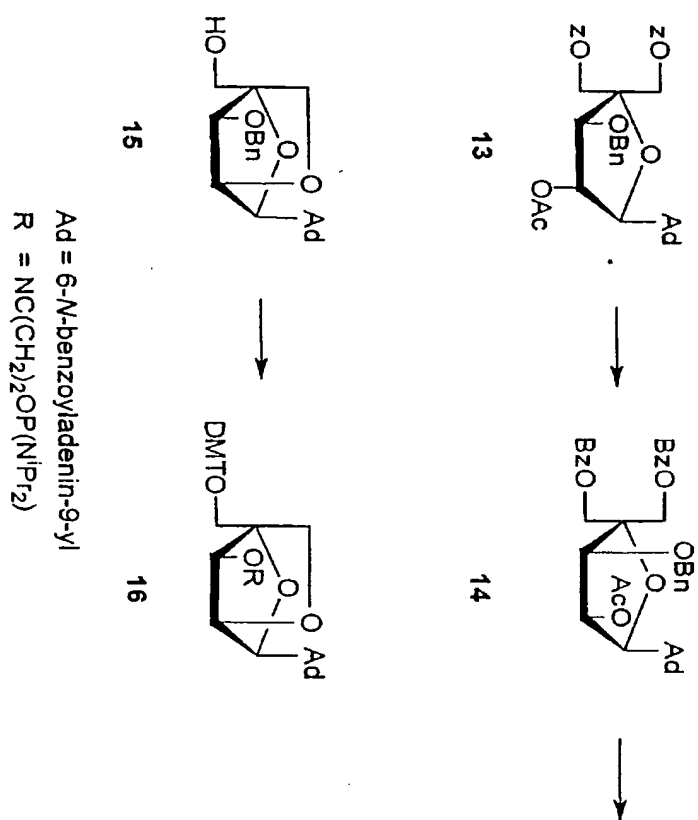 zO
zO
O
Ad
OBn
OAc
13
BzO
BzO
OBn
O
Ad
AcO
14
HO
O
O
Ad
OBn
15
DMTO
O
O
Ad
OR
16
Ad = 6-N-benzoyladenin-9-yl
R = NC(CH₂)₂OP(NⁱPr₂)